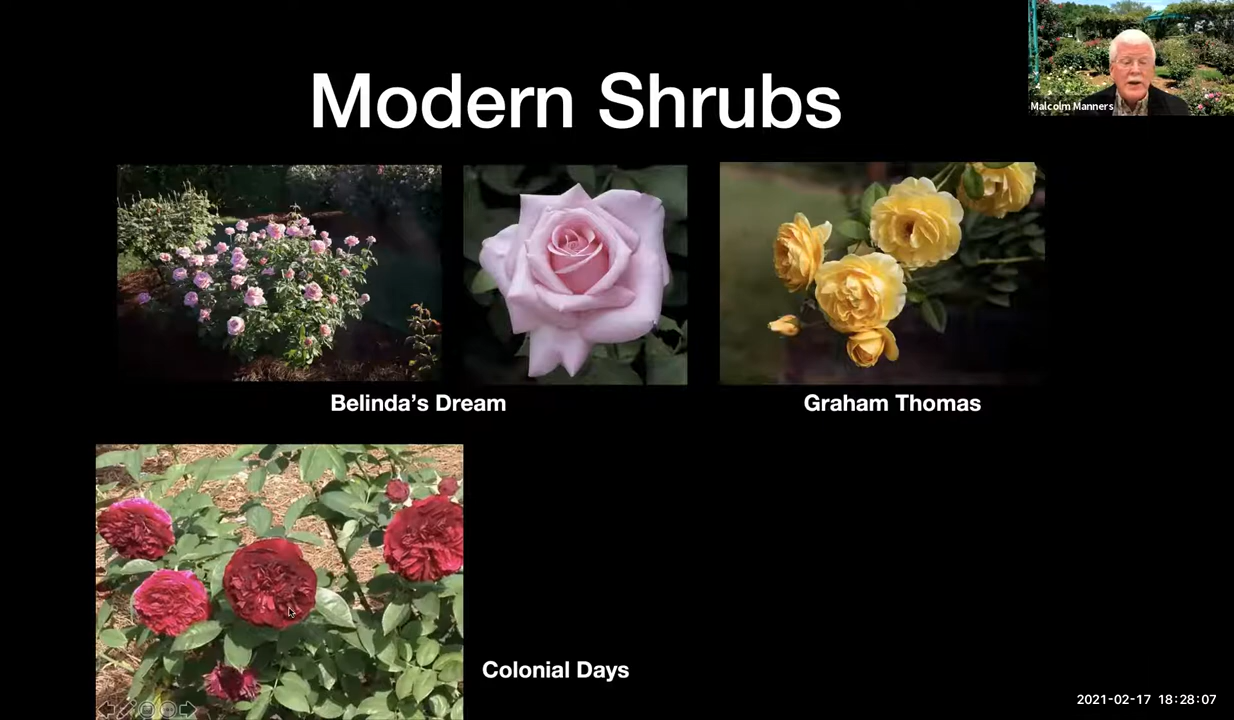 Modern Shrubs
Malcolm Manners
Belinda’s Dream
Graham Thomas
Colonial Days
2021-02-17 18:28:07